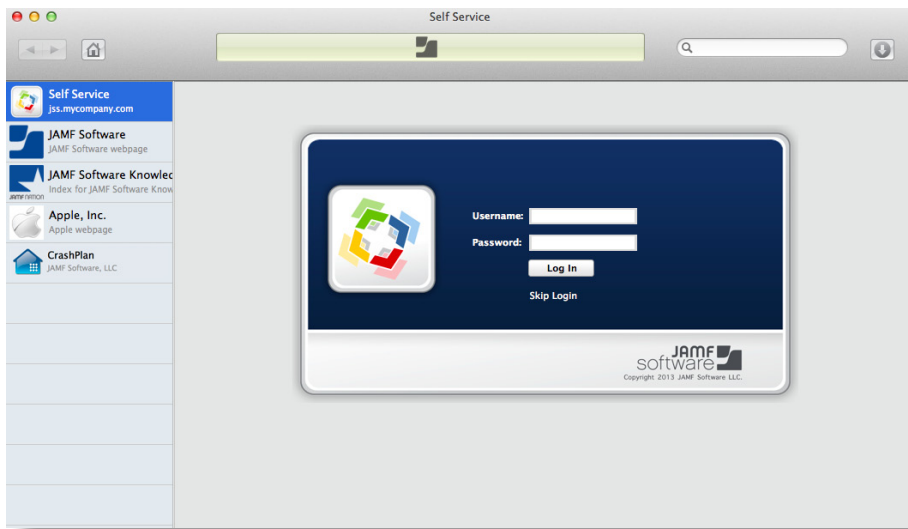 Self Service
Self Service
jss.mycompany.com
JAMF Software
JAMF Software webpage
JAMF Software Knowlec
Index for JAMF Software Know
JAMF nation
Apple, Inc.
Apple webpage
CrashPlan
JAMF Software, LLC
Username:
Password:
Log In
Skip Login
JAMF
software
Copyright 2013 JAMF Software LLC.